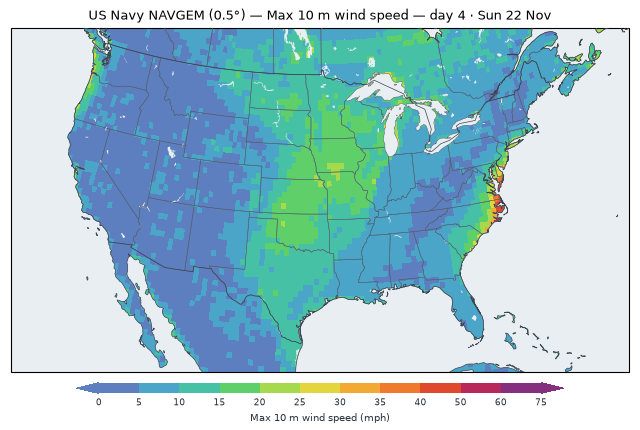 US Navy NAVGEM (0.5°) — Max 10 m wind speed — day 4 · Sun 22 Nov
0 5 10 15 20 25 30 35 40 50 60 75
Max 10 m wind speed (mph)